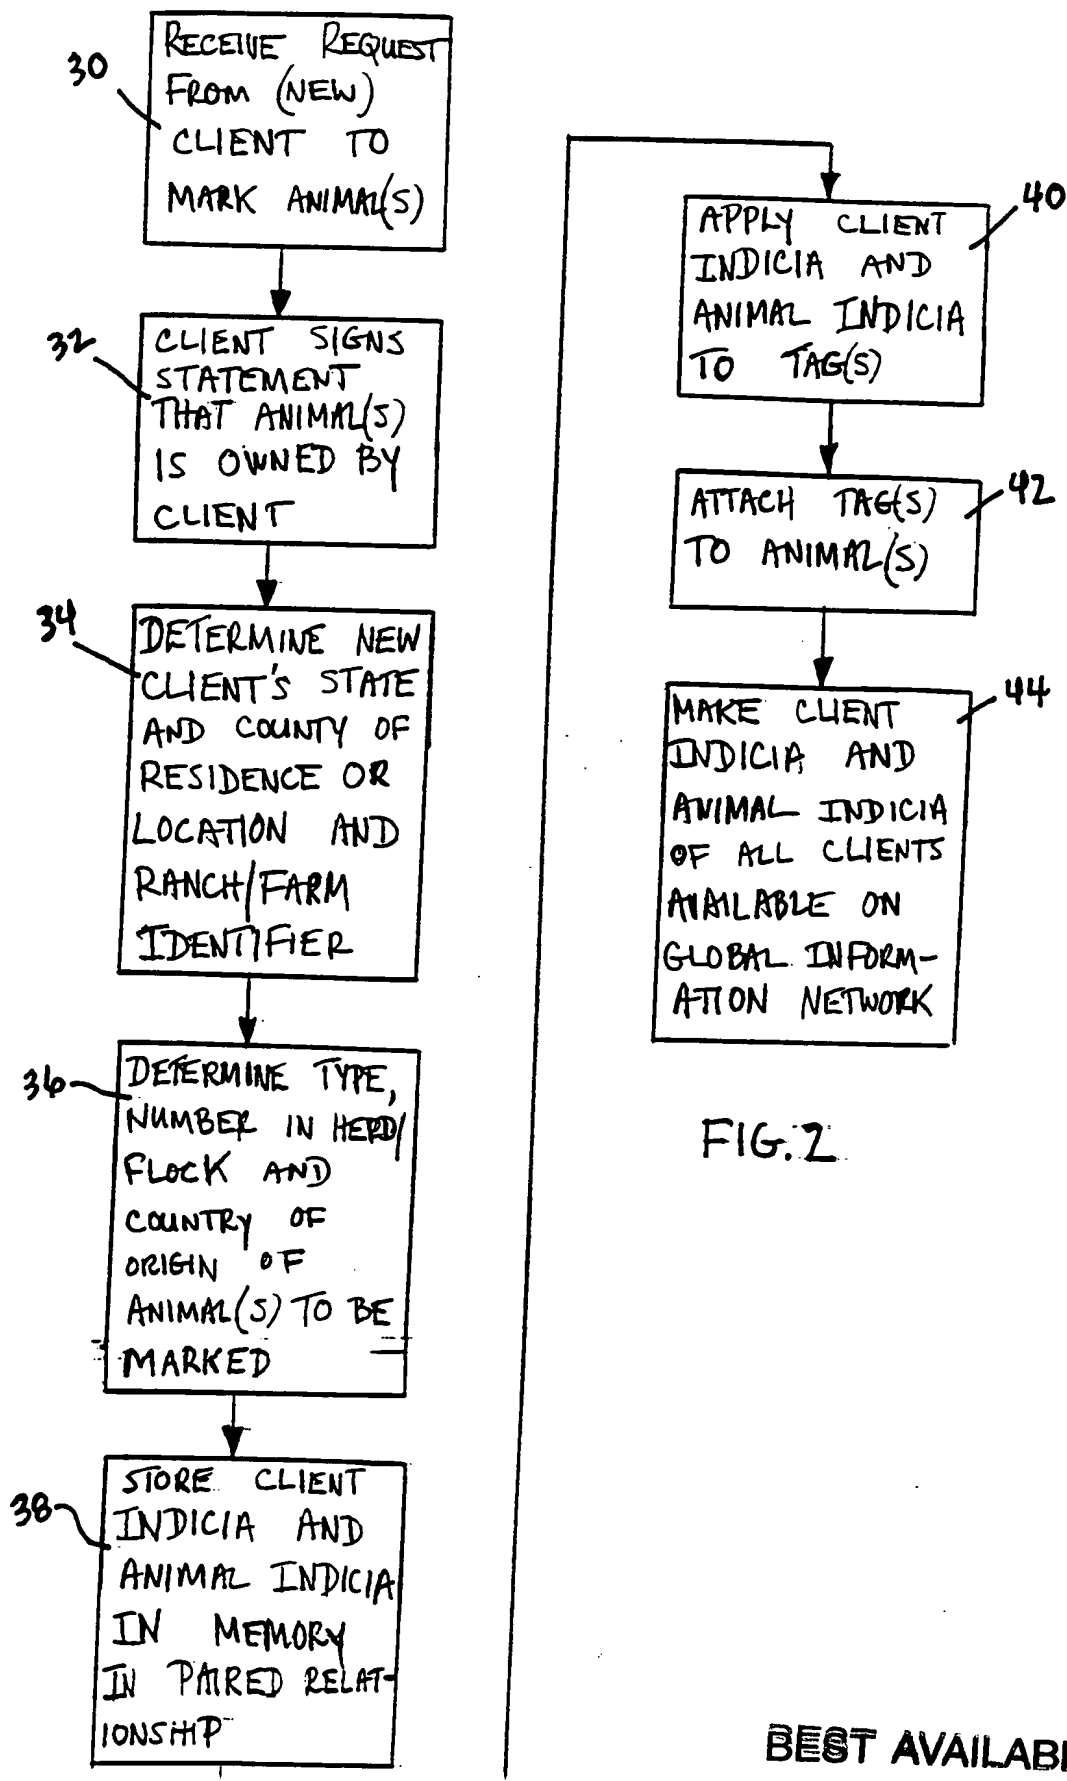 30
RECEIVE REQUEST
FROM (NEW)
CLIENT TO
MARK ANIMAL(S)
32
CLIENT SIGNS
STATEMENT
THAT ANIMAL(S)
IS OWNED BY
CLIENT
34
DETERMINE NEW
CLIENT'S STATE
AND COUNTY OF
RESIDENCE OR
LOCATION AND
RANCH/FARM
IDENTIFIER
36
DETERMINE TYPE,
NUMBER IN HERD/
FLOCK AND
COUNTRY OF
ORIGIN OF
ANIMAL(S) TO BE
MARKED
38
STORE CLIENT
INDICIA AND
ANIMAL INDICIA
IN MEMORY
IN PAIRED RELAT-
IONSHIP
40
APPLY CLIENT
INDICIA AND
ANIMAL INDICIA
TO TAG(S)
42
ATTACH TAG(S)
TO ANIMAL(S)
44
MAKE CLIENT
INDICIA AND
ANIMAL INDICIA
OF ALL CLIENTS
AVAILABLE ON
GLOBAL INFORM-
ATION NETWORK
FIG. 2
BEST AVAILABL